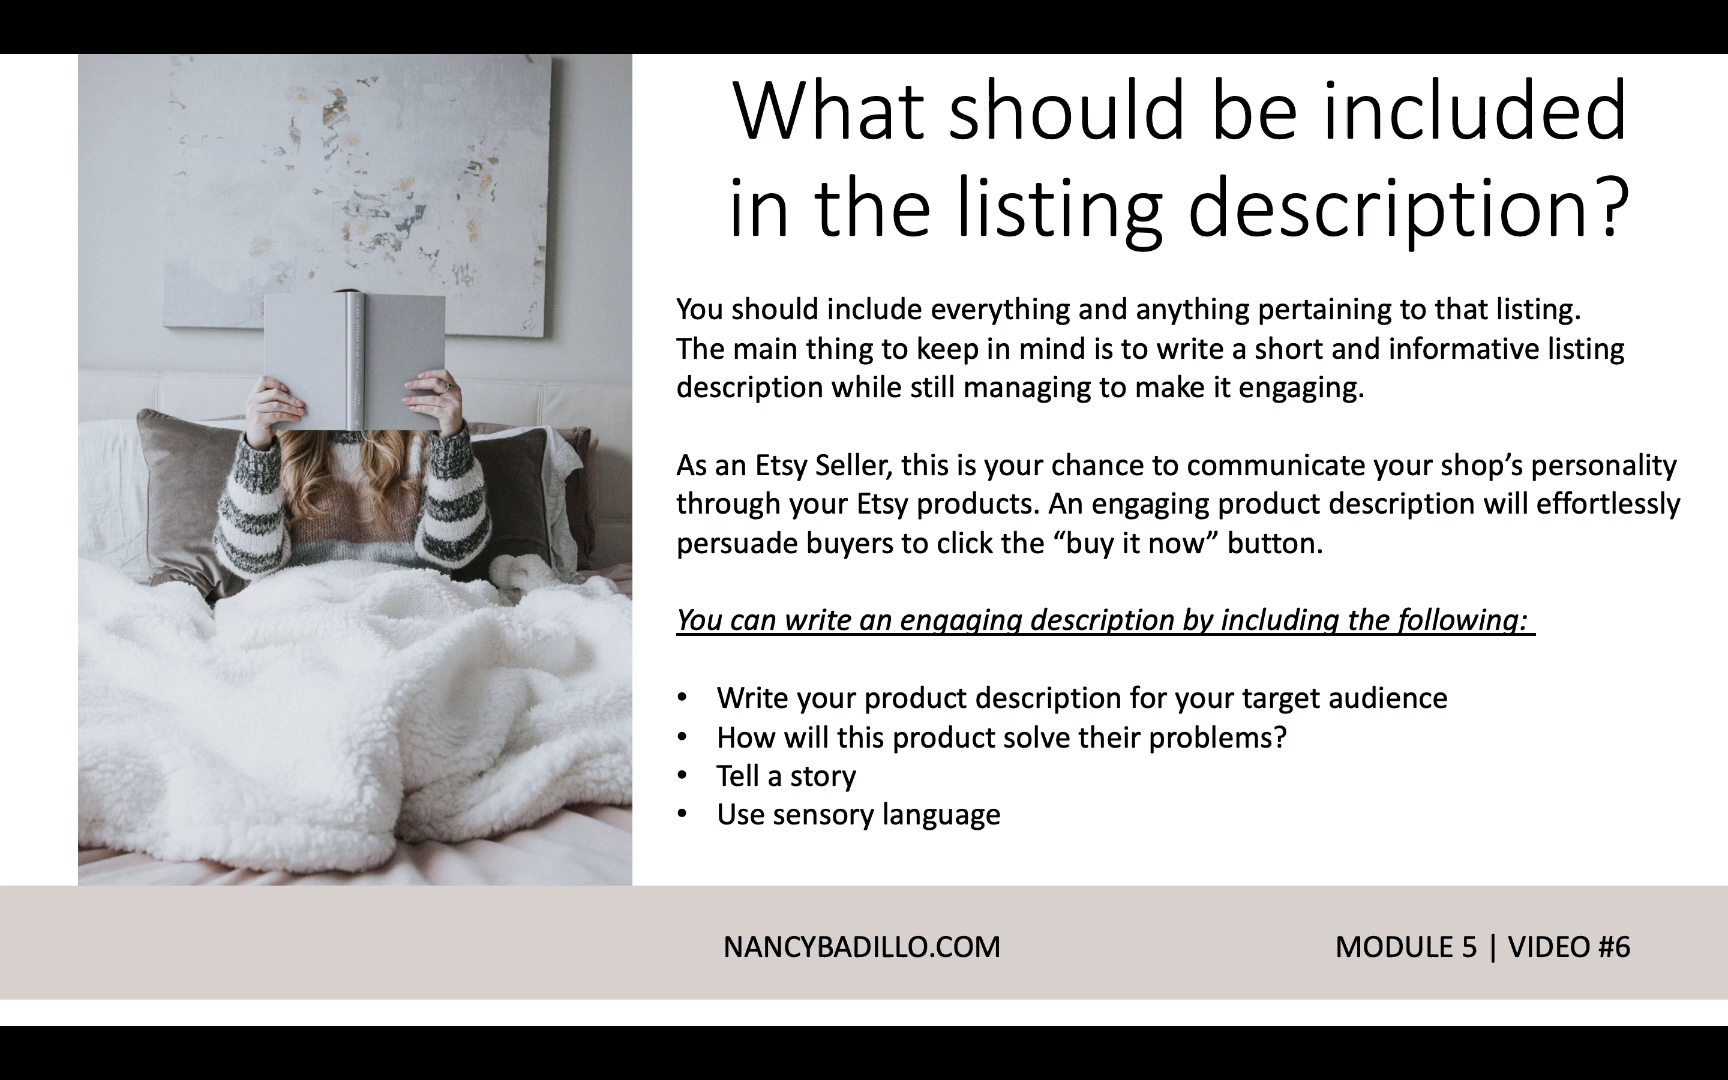 What should be included
in the listing description?
You should include everything and anything pertaining to that listing.
The main thing to keep in mind is to write a short and informative listing
description while still managing to make it engaging.
As an Etsy Seller, this is your chance to communicate your shop’s personality
through your Etsy products. An engaging product description will effortlessly
persuade buyers to click the “buy it now” button.
You can write an engaging description by including the following:
• Write your product description for your target audience
• How will this product solve their problems?
• Tell a story
• Use sensory language
NANCYBADILLO.COM
MODULE 5 | VIDEO #6